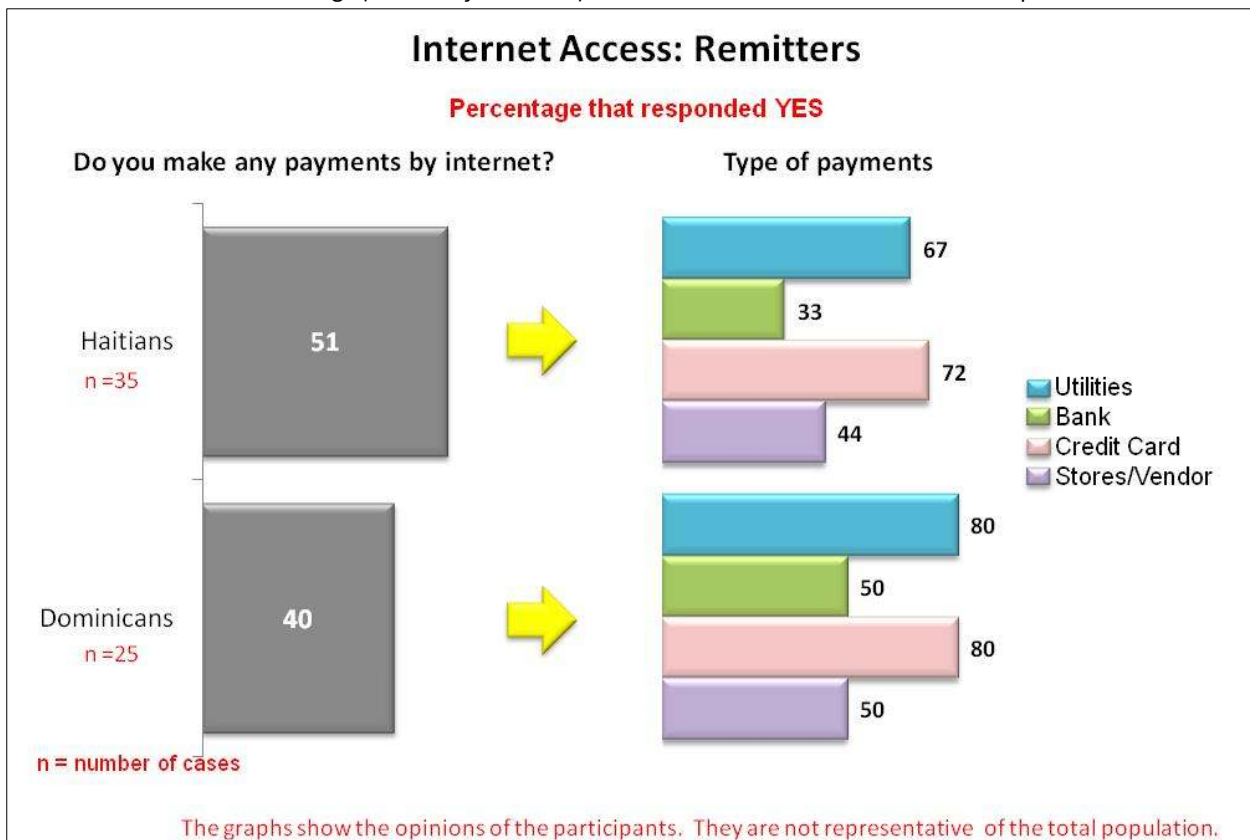 Internet Access: Remitters
Percentage that responded YES
Do you make any payments by internet?
Type of payments
Haitians
n =35
51
67
33
72
44
Utilities
Bank
Credit Card
Stores/Vendor
Dominicans
n =25
40
80
50
80
50
n = number of cases
The graphs show the opinions of the participants. They are not representative of the total population.